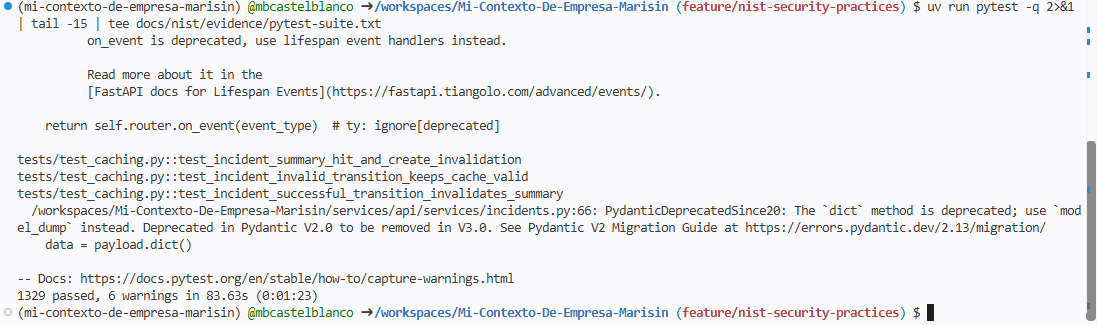 (mi-contexto-de-empresa-marisin) @mbcastelblanco ➜/workspaces/Mi-Contexto-De-Empresa-Marisin (feature/nist-security-practices) $ uv run pytest -q 2>&1
| tail -15 | tee docs/nist/evidence/pytest-suite.txt
on_event is deprecated, use lifespan event handlers instead.
Read more about it in the
[FastAPI docs for Lifespan Events](https://fastapi.tiangolo.com/advanced/events/).
return self.router.on_event(event_type)  # ty: ignore[deprecated]
tests/test_caching.py::test_incident_summary_hit_and_create_invalidation
tests/test_caching.py::test_incident_invalid_transition_keeps_cache_valid
tests/test_caching.py::test_incident_successful_transition_invalidates_summary
/workspaces/Mi-Contexto-De-Empresa-Marisin/services/api/services/incidents.py:66: PydanticDeprecatedSince20: The `dict` method is deprecated; use `mod
el_dump` instead. Deprecated in Pydantic V2.0 to be removed in V3.0. See Pydantic V2 Migration Guide at https://errors.pydantic.dev/2.13/migration/
data = payload.dict()
-- Docs: https://docs.pytest.org/en/stable/how-to/capture-warnings.html
1329 passed, 6 warnings in 83.63s (0:01:23)
(mi-contexto-de-empresa-marisin) @mbcastelblanco ➜/workspaces/Mi-Contexto-De-Empresa-Marisin (feature/nist-security-practices) $